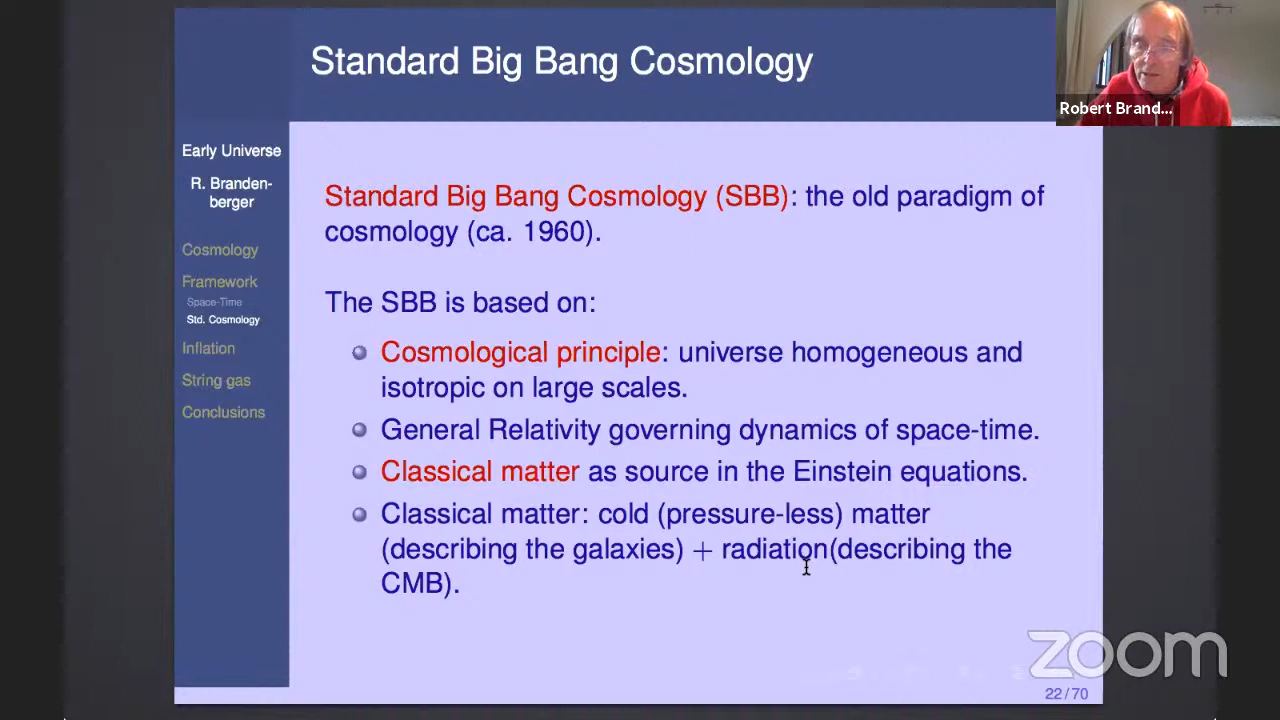 Standard Big Bang Cosmology
Robert Brand...
Early Universe
R. Branden-
berger
Cosmology
Framework
Space-Time
Std. Cosmology
Inflation
String gas
Conclusions
Standard Big Bang Cosmology (SBB): the old paradigm of
cosmology (ca. 1960).
The SBB is based on:
Cosmological principle: universe homogeneous and
isotropic on large scales.
General Relativity governing dynamics of space-time.
Classical matter as source in the Einstein equations.
Classical matter: cold (pressure-less) matter
(describing the galaxies) + radiation(describing the
CMB).
zoom
22/70